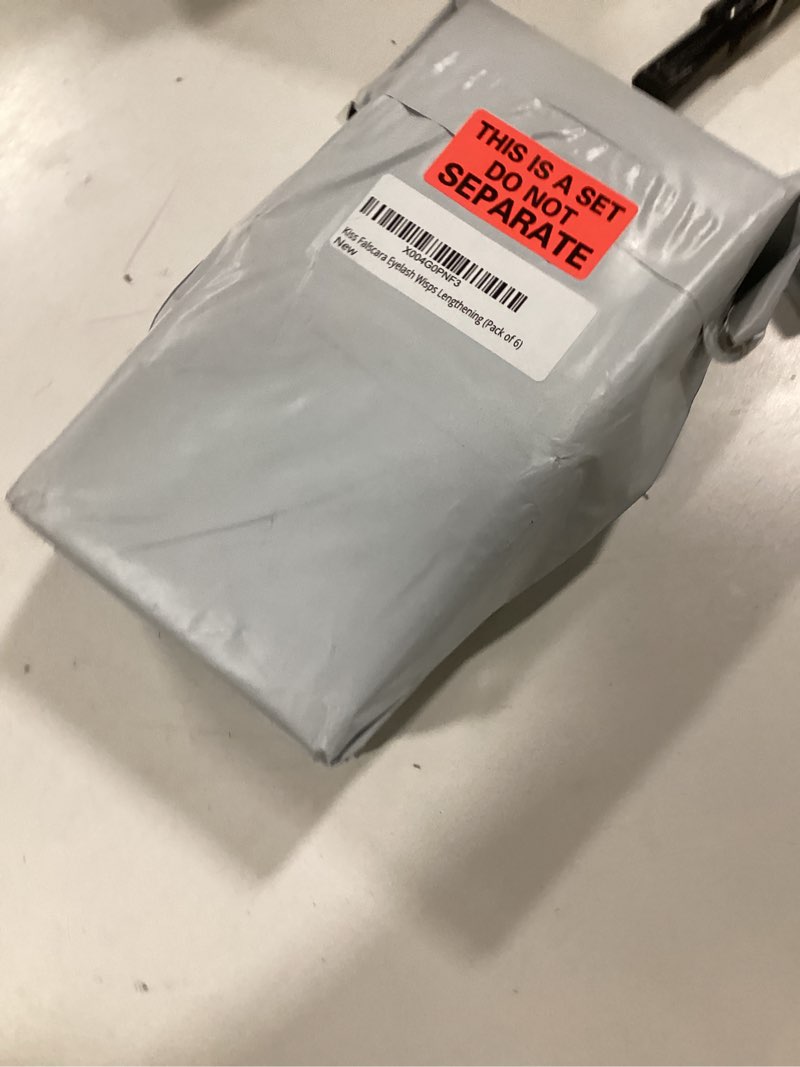 THIS IS A SET
DO NOT
SEPARATE
X004G0PNF3
Kiss Falscara Eyelash Wisps Lengthening (Pack of 6)
New